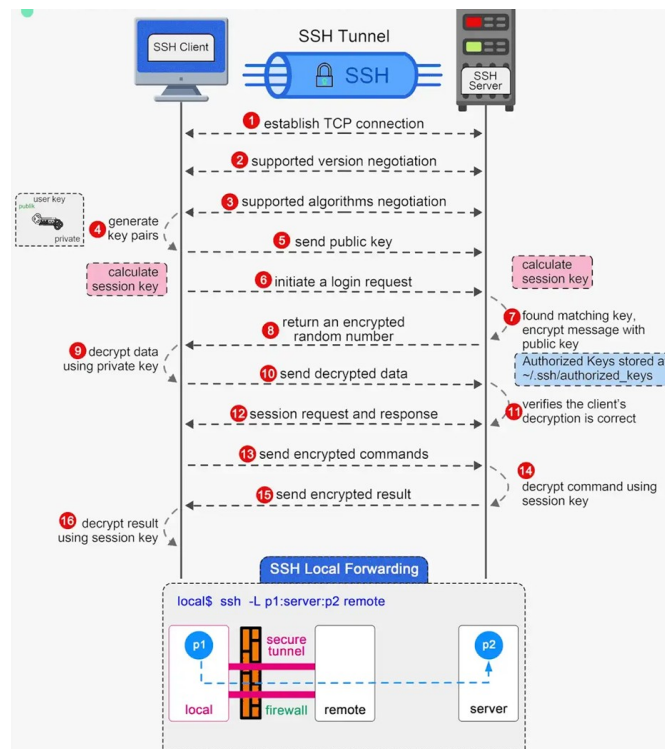 SSH Tunnel
SSH Client
SSH
SSH
Server
1 establish TCP connection
2 supported version negotiation
3 supported algorithms negotiation
user key
publik
private
4 generate
key pairs
5 send public key
calculate
session key
calculate
session key
6 initiate a login request
7 found matching key,
encrypt message with
public key
8 return an encrypted
random number
9 decrypt data
using private key
Authorized Keys stored at
~/.ssh/authorized_keys
10 send decrypted data
11 verifies the client's
decryption is correct
12 session request and response
13 send encrypted commands
14
decrypt command using
session key
15 send encrypted result
16 decrypt result
using session key
SSH Local Forwarding
local$ ssh -L p1:server:p2 remote
p1
secure
tunnel
p2
local
firewall
remote
server